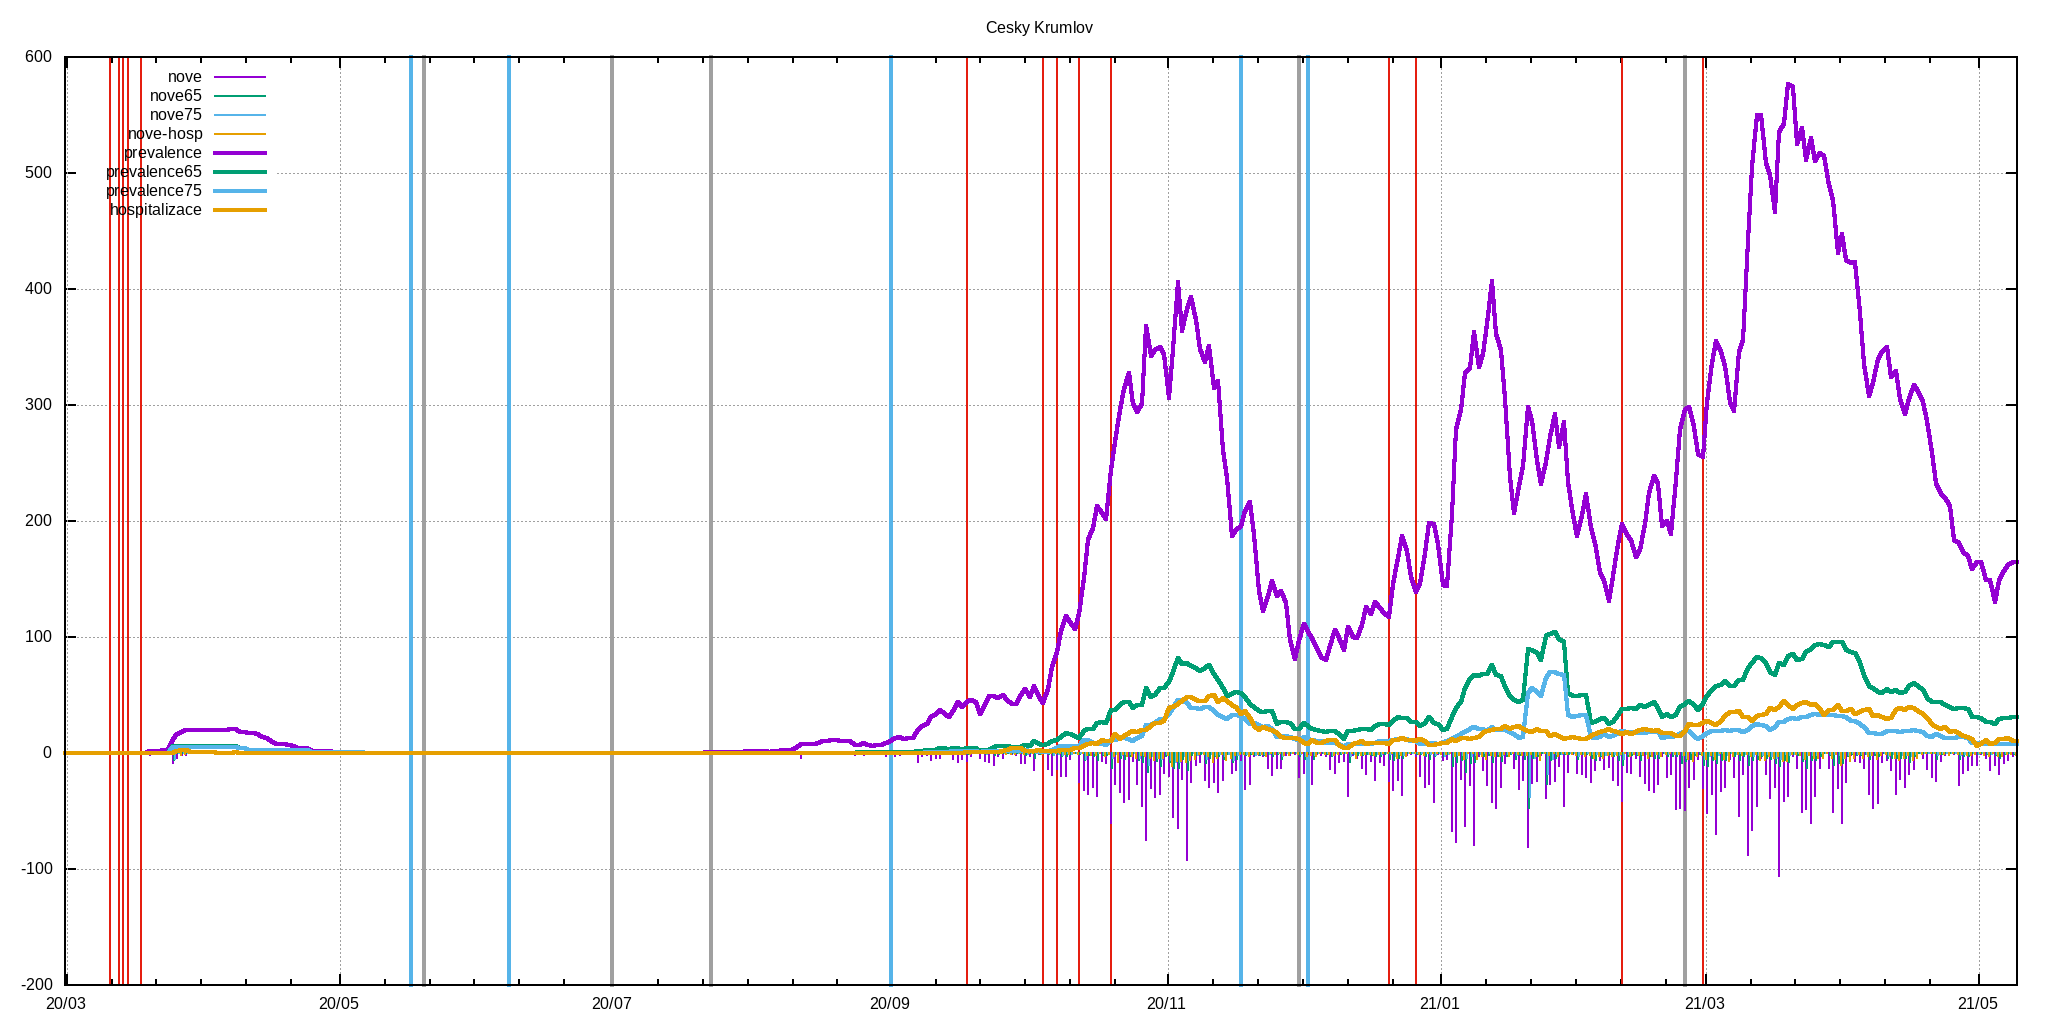 Cesky Krumlov
600
500
400
300
200
100
0
-100
-200
nove
nove65
nove75
nove-hosp
prevalence
prevalence65
prevalence75
hospitalizace
20/03 20/05 20/07 20/09 20/11 21/01 21/03 21/05